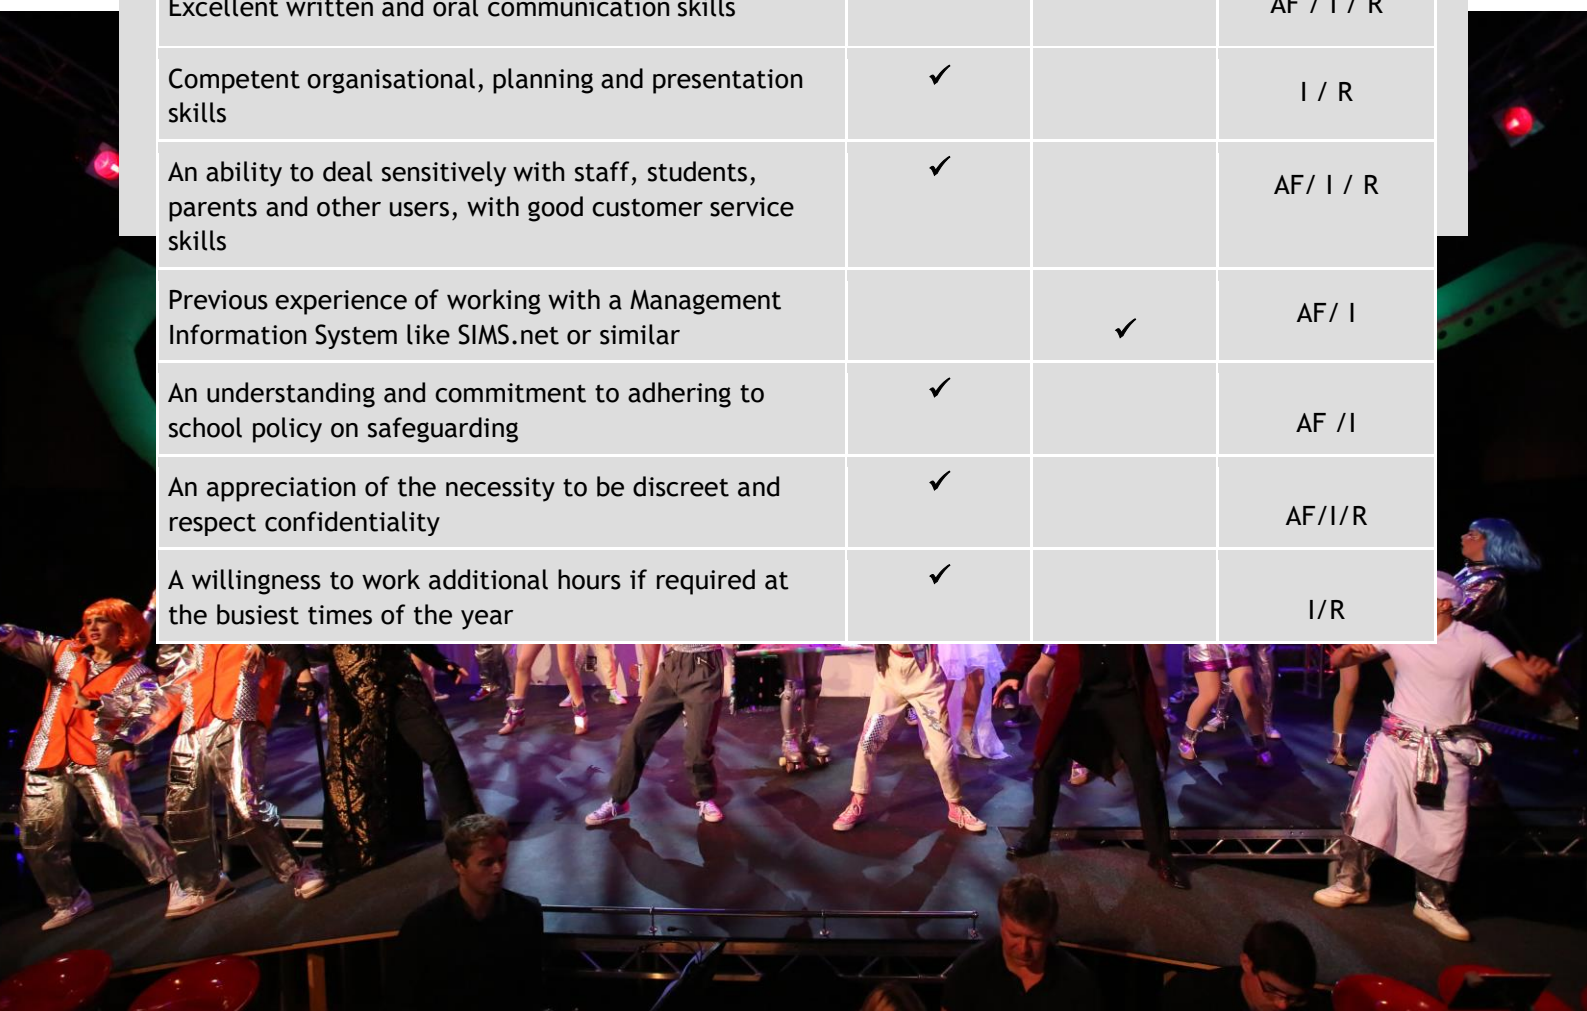 Excellent written and oral communication skills
AF / I / R
Competent organisational, planning and presentation
skills
✓
I / R
An ability to deal sensitively with staff, students,
parents and other users, with good customer service
skills
✓
AF/ I / R
Previous experience of working with a Management
Information System like SIMS.net or similar
✓
AF/ I
An understanding and commitment to adhering to
school policy on safeguarding
✓
AF /I
An appreciation of the necessity to be discreet and
respect confidentiality
✓
AF/I/R
A willingness to work additional hours if required at
the busiest times of the year
✓
I/R